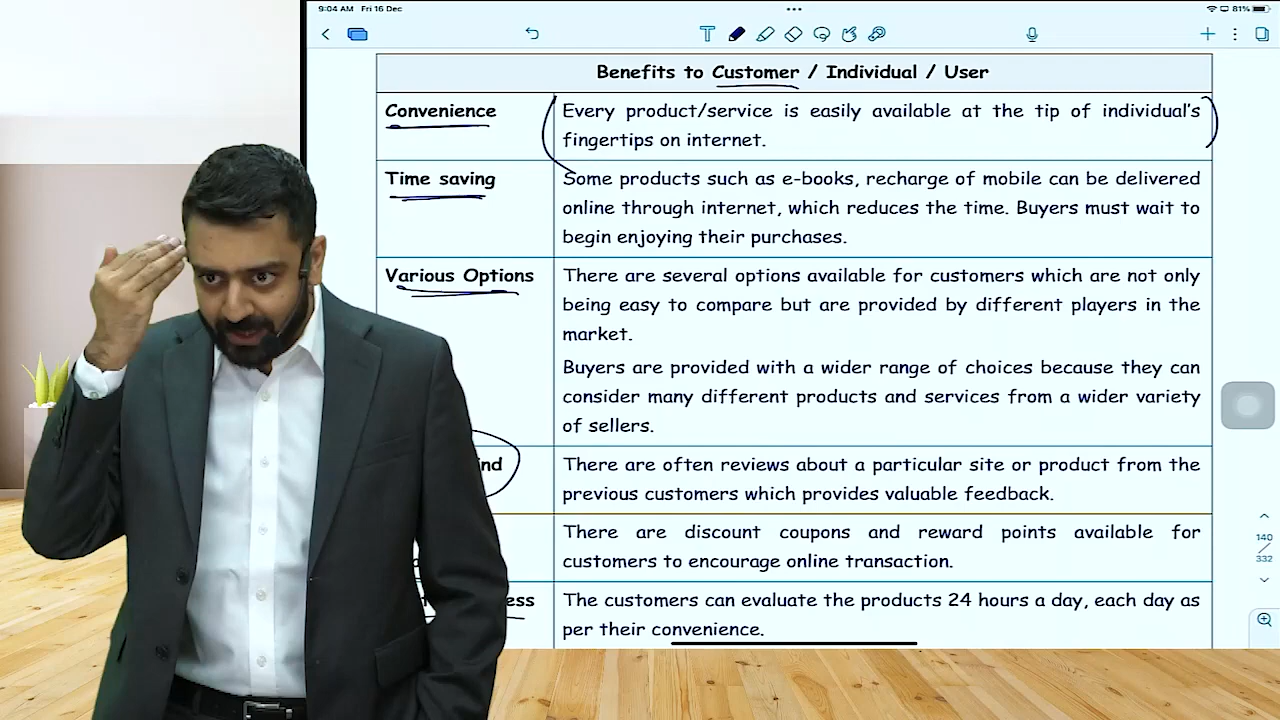 9:04 AM Fri 16 Dec
81%
Benefits to Customer / Individual / User
Convenience
Every product/service is easily available at the tip of individual's
fingertips on internet.
Time saving
Some products such as e-books, recharge of mobile can be delivered
online through internet, which reduces the time. Buyers must wait to
begin enjoying their purchases.
Various Options
There are several options available for customers which are not only
being easy to compare but are provided by different players in the
market.
Buyers are provided with a wider range of choices because they can
consider many different products and services from a wider variety
of sellers.
There are often reviews about a particular site or product from the
previous customers which provides valuable feedback.
There are discount coupons and reward points available for
customers to encourage online transaction.
The customers can evaluate the products 24 hours a day, each day as
per their convenience.
140
332